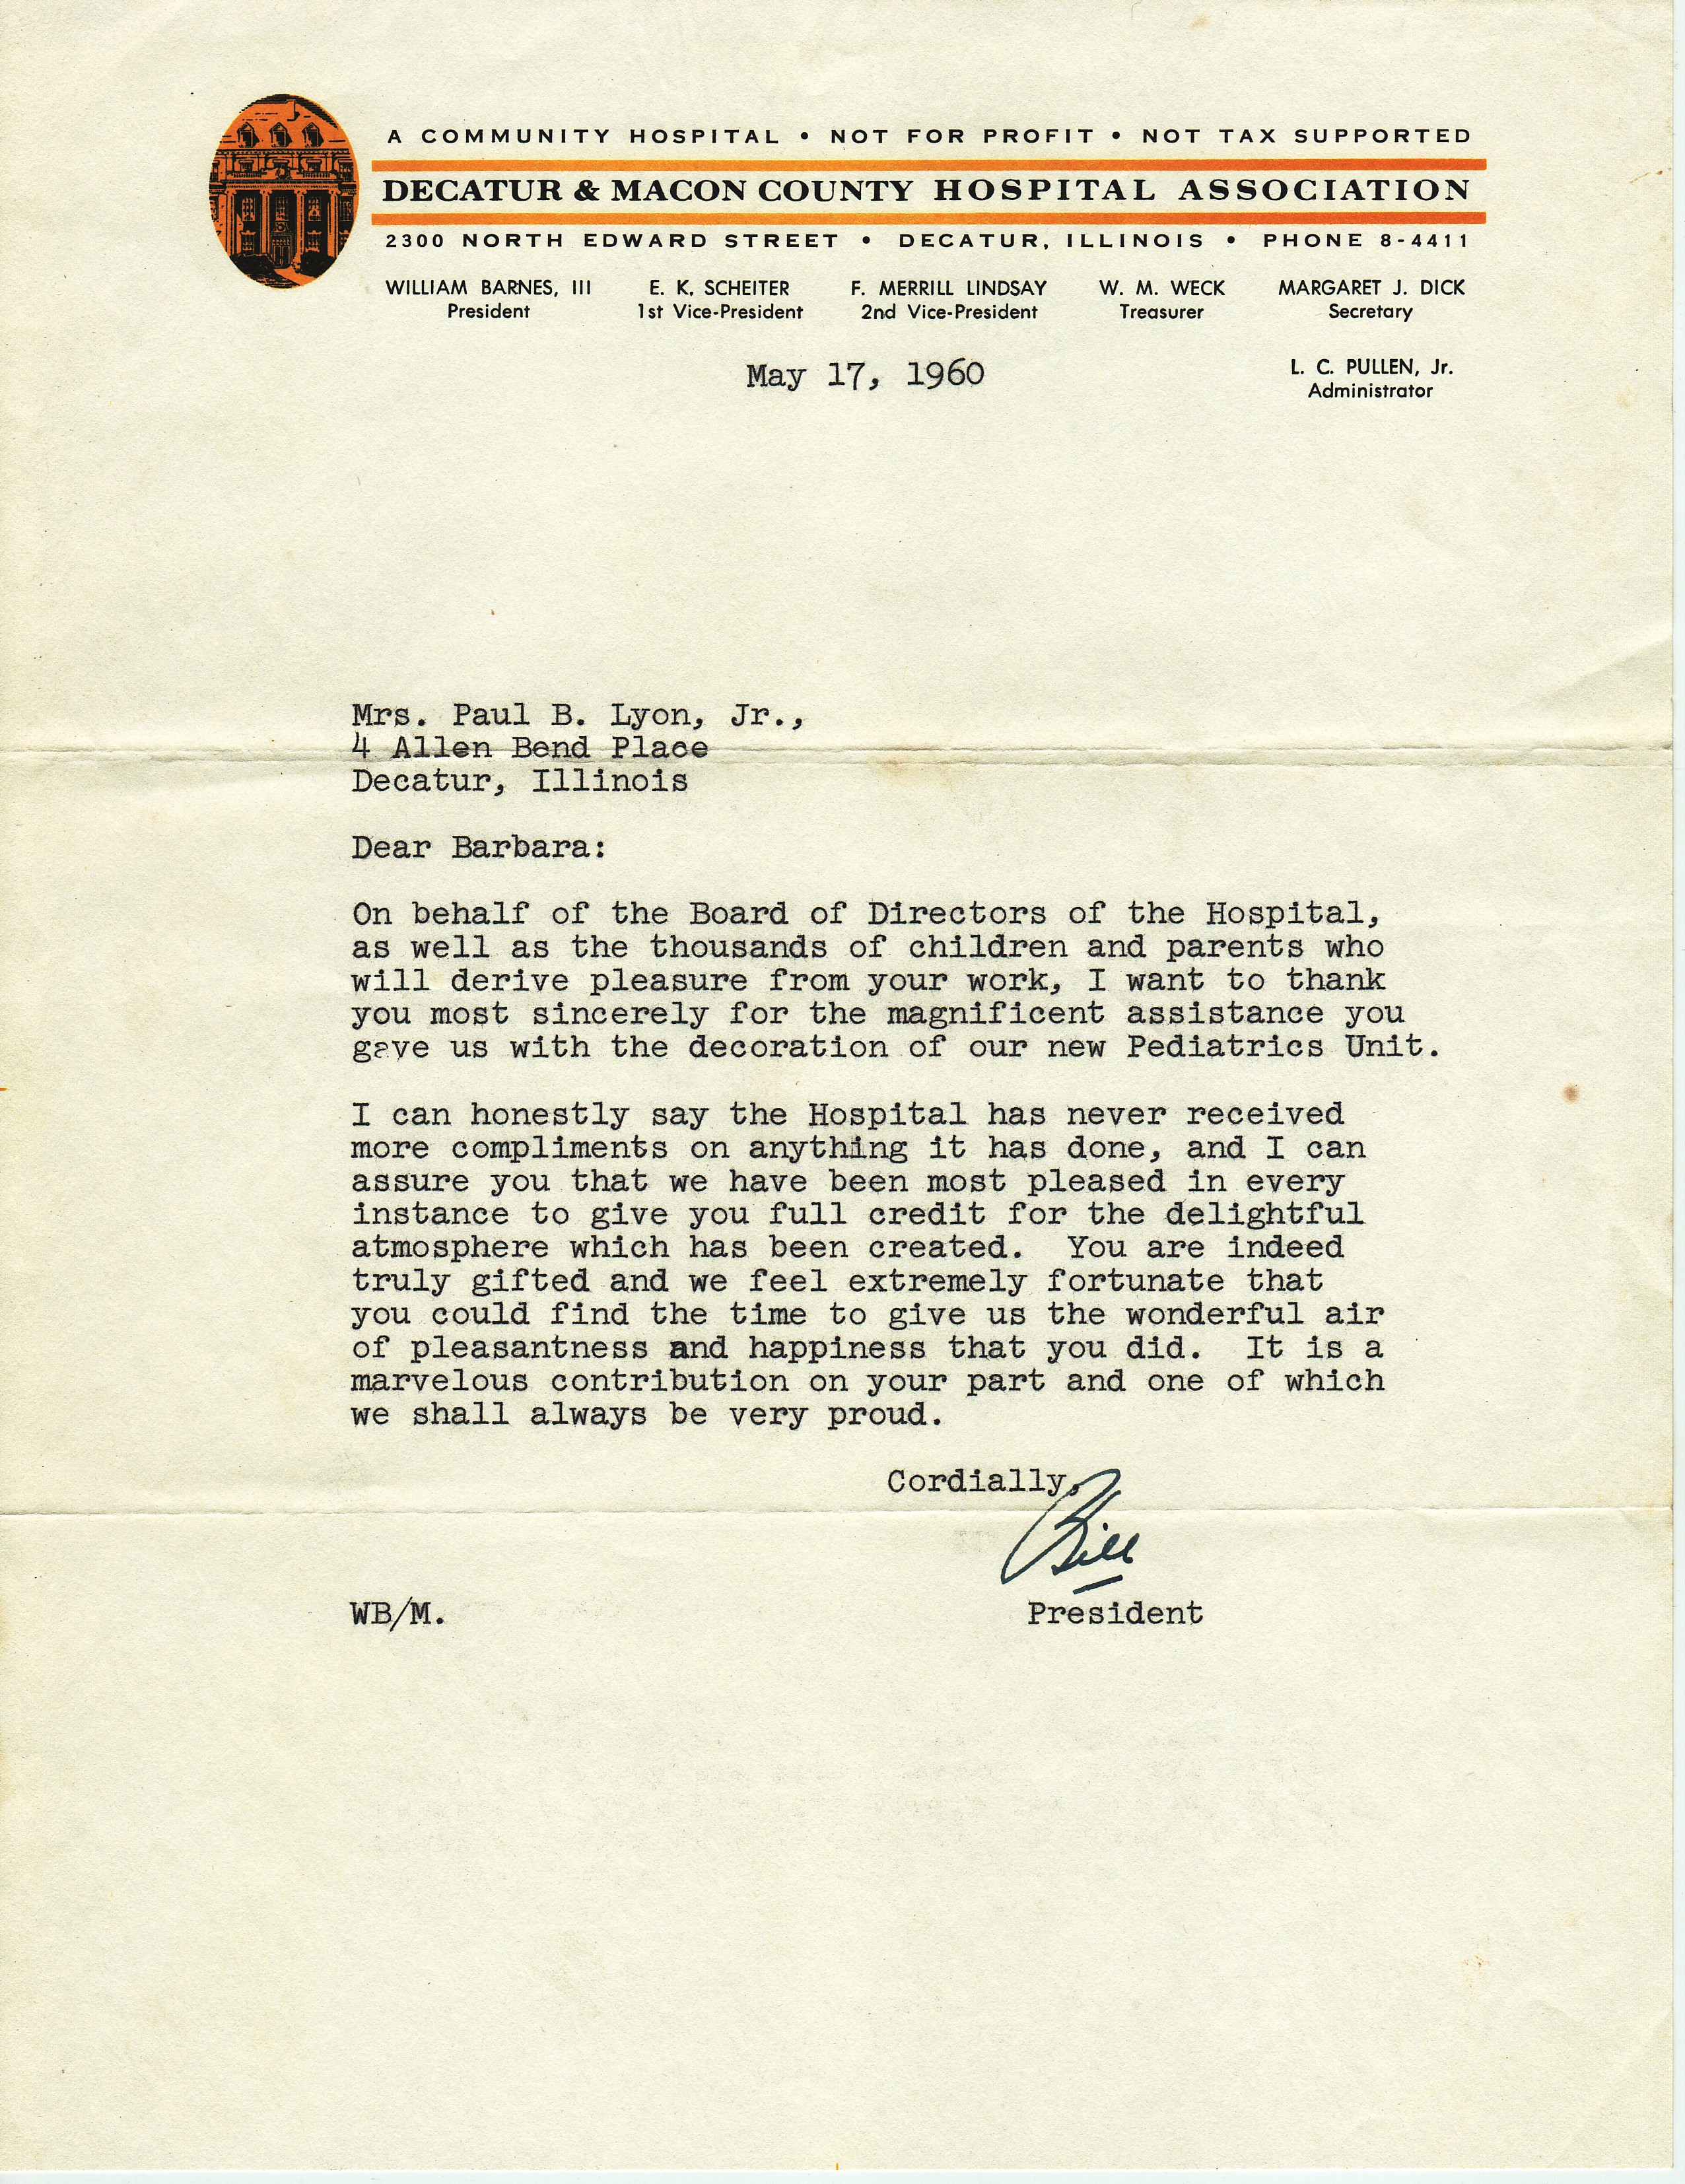 A COMMUNITY HOSPITAL • NOT FOR PROFIT • NOT TAX SUPPORTED
DECATUR & MACON COUNTY HOSPITAL ASSOCIATION
2300 NORTH EDWARD STREET • DECATUR, ILLINOIS • PHONE 8-4411
WILLIAM BARNES, III E. K. SCHEITER F. MERRILL LINDSAY W. M. WECK MARGARET J. DICK
President 1st Vice-President 2nd Vice-President Treasurer Secretary
May 17, 1960
L. C. PULLEN, Jr.
Administrator
Mrs. Paul B. Lyon, Jr.,
4 Allen Bend Place
Decatur, Illinois
Dear Barbara:
On behalf of the Board of Directors of the Hospital,
as well as the thousands of children and parents who
will derive pleasure from your work, I want to thank
you most sincerely for the magnificent assistance you
gave us with the decoration of our new Pediatrics Unit.
I can honestly say the Hospital has never received
more compliments on anything it has done, and I can
assure you that we have been most pleased in every
instance to give you full credit for the delightful
atmosphere which has been created.  You are indeed
truly gifted and we feel extremely fortunate that
you could find the time to give us the wonderful air
of pleasantness and happiness that you did.  It is a
marvelous contribution on your part and one of which
we shall always be very proud.
Cordially,
Bill
WB/M. President